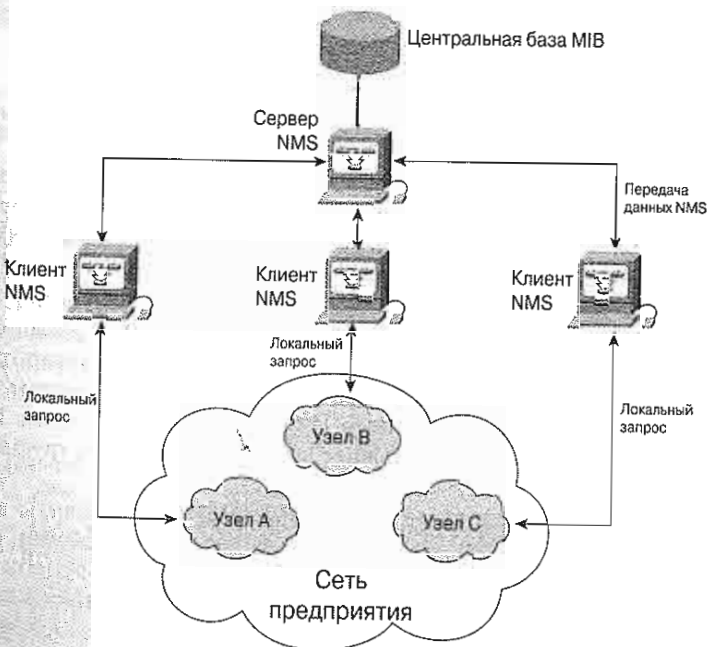 Центральная база MIB
Сервер
NMS
Передача
данных NMS
Клиент
NMS
Клиент
NMS
Клиент
NMS
Локальный
запрос
Локальный
запрос
Локальный
запрос
Узел B
Узел A
Узел C
Сеть
предприятия